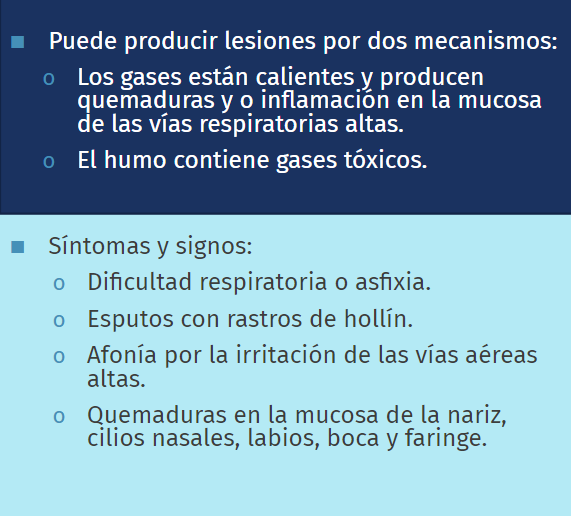 Puede producir lesiones por dos mecanismos:
Los gases están calientes y producen
quemaduras y o inflamación en la mucosa
de las vías respiratorias altas.
El humo contiene gases tóxicos.
Síntomas y signos:
Dificultad respiratoria o asfixia.
Esputos con rastros de hollín.
Afonía por la irritación de las vías aéreas
altas.
Quemaduras en la mucosa de la nariz,
cilios nasales, labios, boca y faringe.